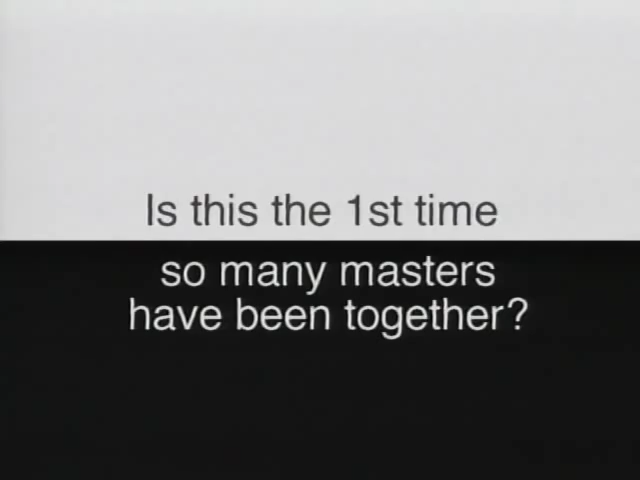 Is this the 1st time
so many masters
have been together?